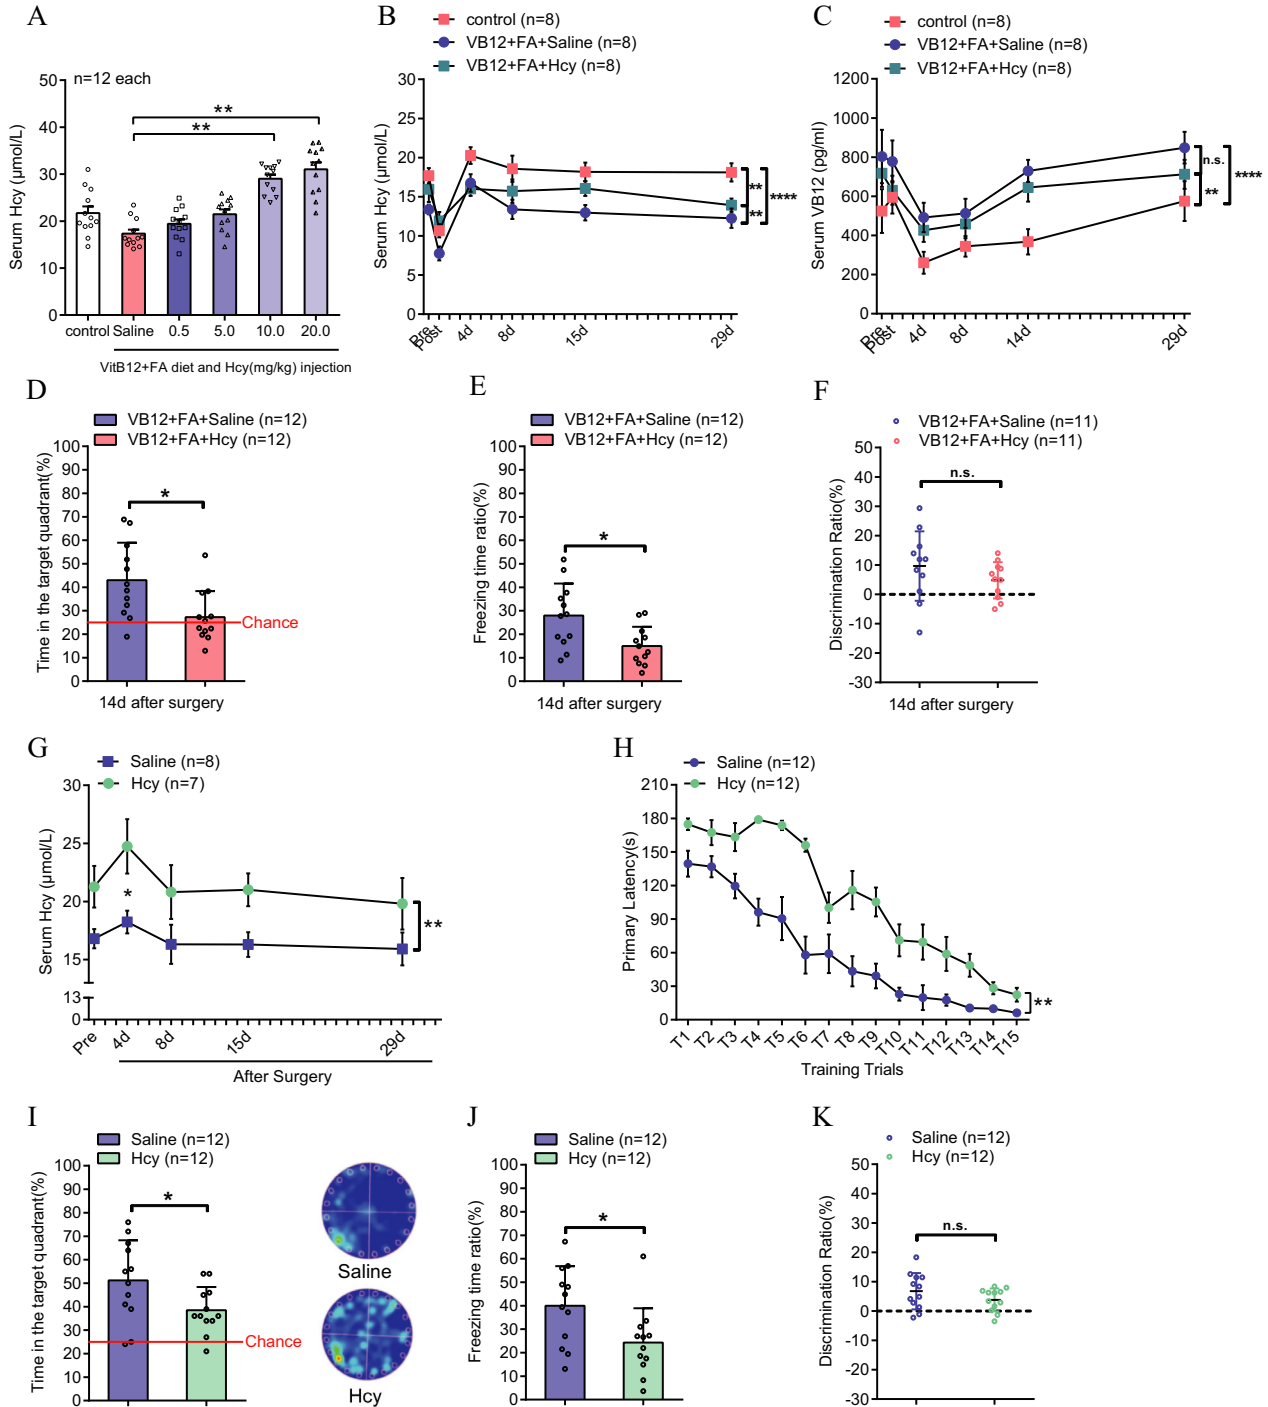 A
n=12 each
Serum Hcy (μmol/L)
50
40
30
20
10
0
**
**
control Saline 0.5 5.0 10.0 20.0
VitB12+FA diet and Hcy(mg/kg) injection
B
control (n=8)
VB12+FA+Saline (n=8)
VB12+FA+Hcy (n=8)
Serum Hcy (μmol/L)
30
25
20
15
10
5
0
**
**
****
Pre Post 4d 8d 15d 29d
C
control (n=8)
VB12+FA+Saline (n=8)
VB12+FA+Hcy (n=8)
Serum VB12 (pg/ml)
1200
1000
800
600
400
200
0
n.s.
**
****
Pre Post 4d 8d 14d 29d
D
VB12+FA+Saline (n=12)
VB12+FA+Hcy (n=12)
Time in the target quadrant(%)
100
90
80
70
60
50
40
30
20
10
0
*
Chance
14d after surgery
E
VB12+FA+Saline (n=12)
VB12+FA+Hcy (n=12)
Freezing time ratio(%)
100
90
80
70
60
50
40
30
20
10
0
*
14d after surgery
F
VB12+FA+Saline (n=11)
VB12+FA+Hcy (n=11)
Discrimination Ratio(%)
50
40
30
20
10
0
-10
-20
-30
n.s.
14d after surgery
G
Saline (n=8)
Hcy (n=7)
Serum Hcy (μmol/L)
30
25
20
15
13
0
*
**
Pre 4d 8d 15d 29d
After Surgery
H
Saline (n=12)
Hcy (n=12)
Primary Latency(s)
210
180
150
120
90
60
30
0
**
T1 T2 T3 T4 T5 T6 T7 T8 T9 T10 T11 T12 T13 T14 T15
Training Trials
I
Saline (n=12)
Hcy (n=12)
Time in the target quadrant(%)
100
90
80
70
60
50
40
30
20
10
0
*
Chance
Saline
Hcy
J
Saline (n=12)
Hcy (n=12)
Freezing time ratio(%)
100
90
80
70
60
50
40
30
20
10
0
*
K
Saline (n=12)
Hcy (n=12)
Discrimination Ratio(%)
50
40
30
20
10
0
-10
-20
-30
n.s.